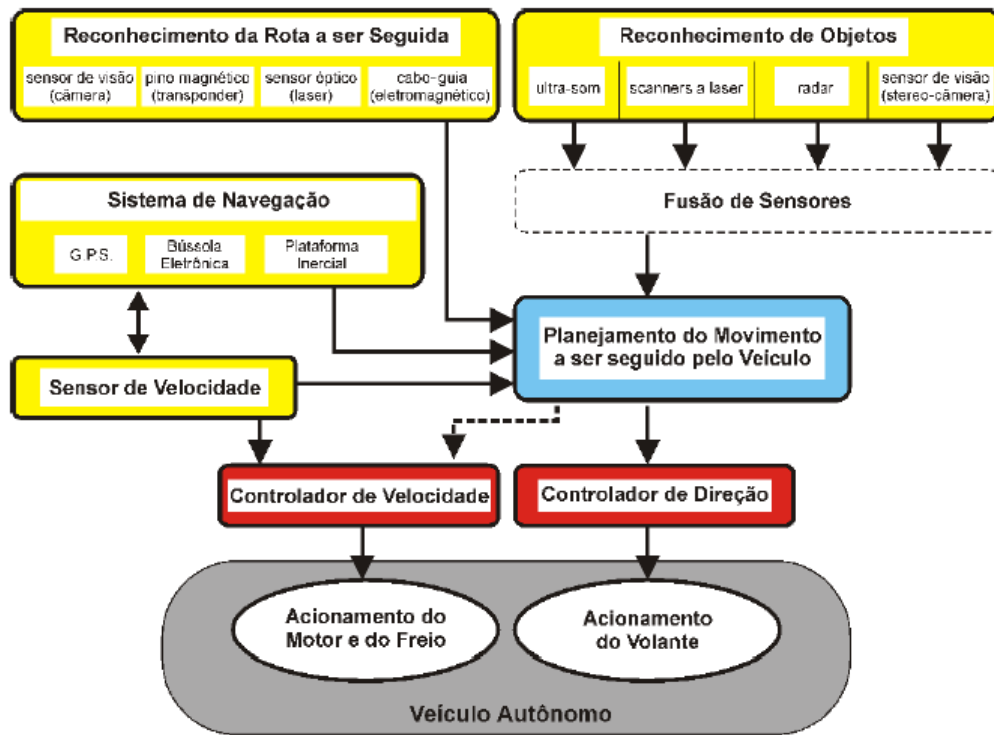 Reconhecimento da Rota a ser Seguida
sensor de visão
(câmera)
pino magnético
(transponder)
sensor óptico
(laser)
cabo-guia
(eletromagnético)
Reconhecimento de Objetos
ultra-som
scanners a laser
radar
sensor de visão
(stereo-câmera)
Fusão de Sensores
Sistema de Navegação
G.P.S.
Bússola
Eletrônica
Plataforma
Inercial
Planejamento do Movimento
a ser seguido pelo Veículo
Sensor de Velocidade
Controlador de Velocidade
Controlador de Direção
Acionamento do
Motor e do Freio
Acionamento
do Volante
Veículo Autônomo